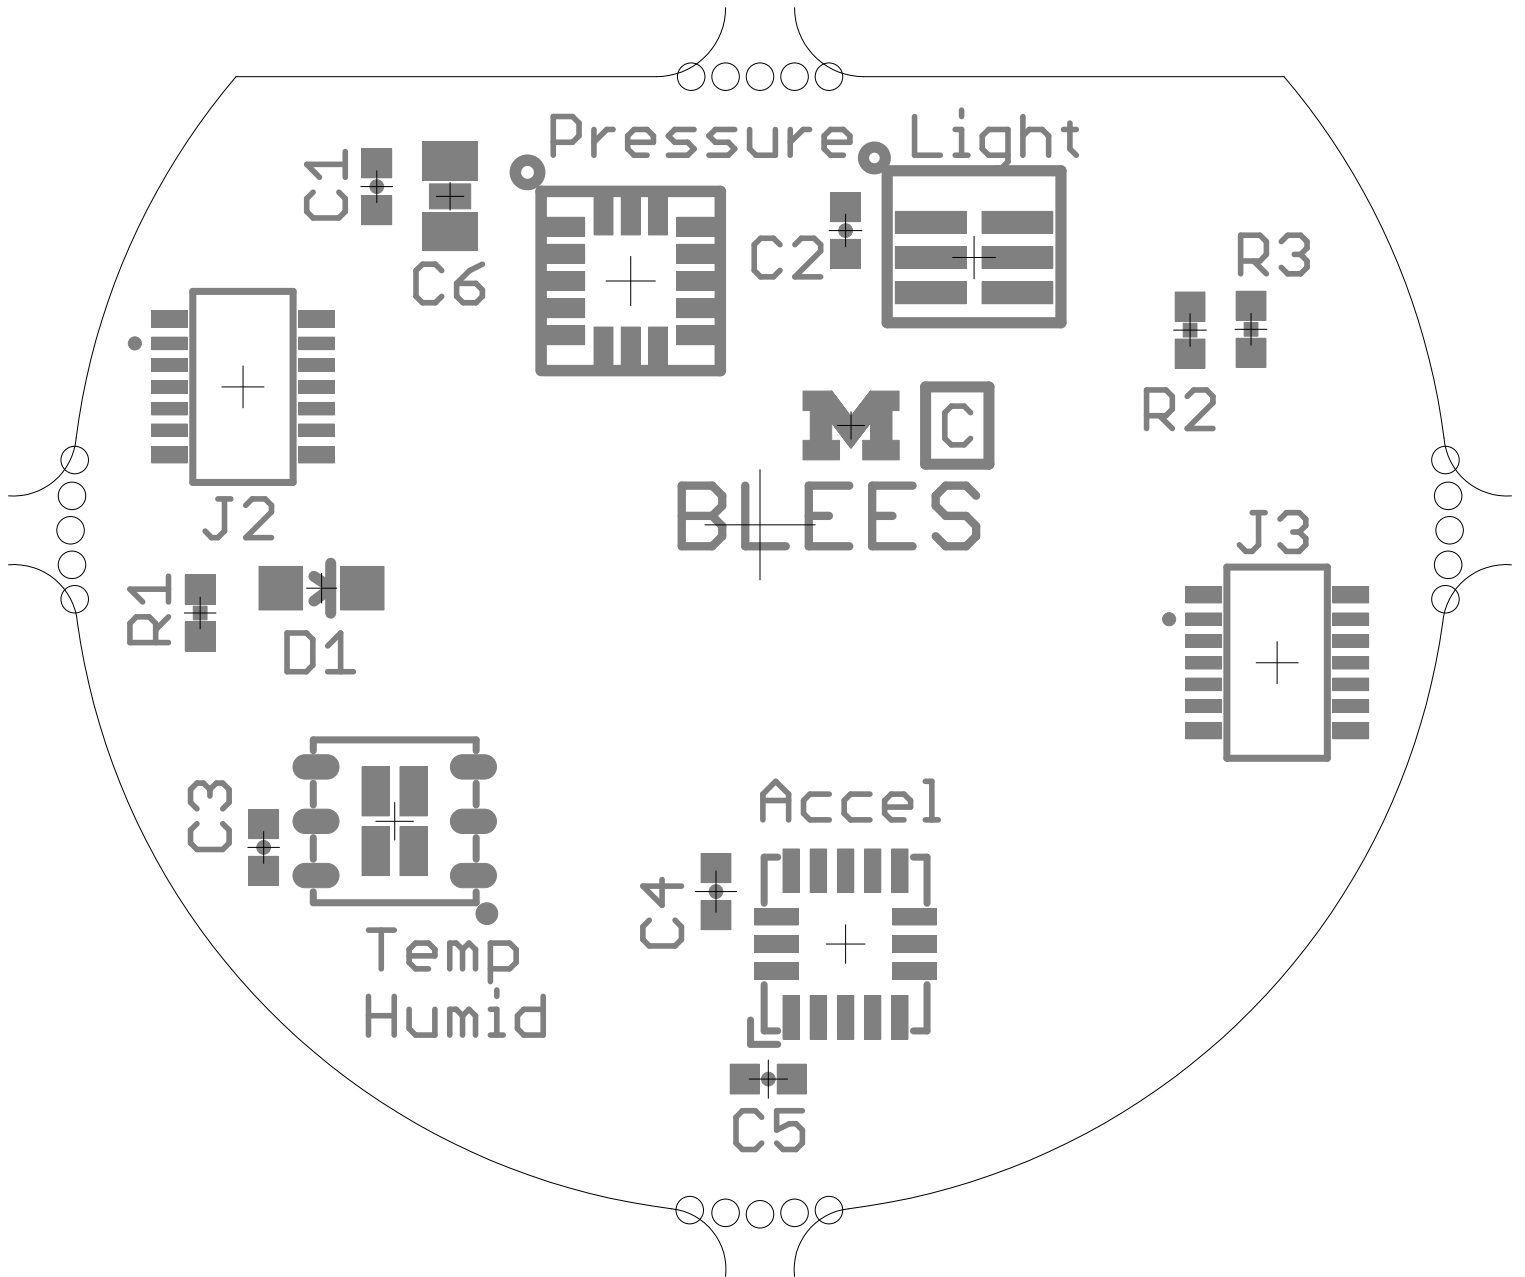 Pressure Light
C1
C6
C2
R3
R2
M C
BLEES
J2
J3
R1
D1
C3
Accel
C4
Temp
Humid
C5